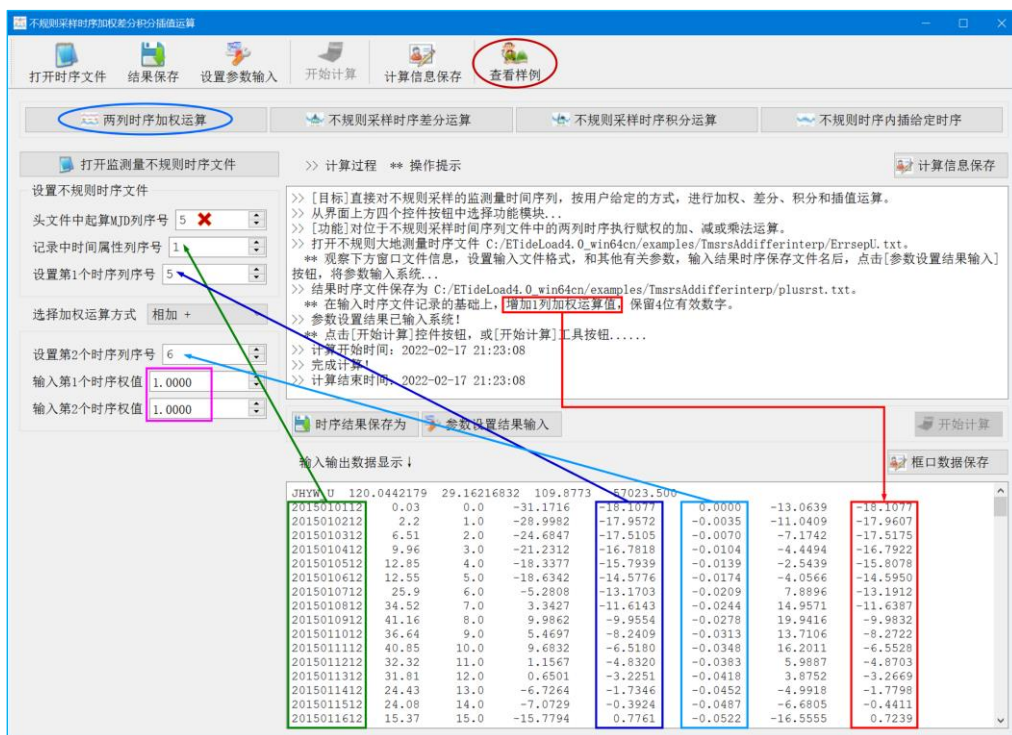 不规则采样时序加权差分积分插值运算
打开时序文件 结果保存 设置参数输入 开始计算 计算信息保存 查看样例
两列时序加权运算 不规则采样时序差分运算 不规则采样时序积分运算 不规则时序内插给定时序
打开监测量不规则时序文件
>> 计算过程 ** 操作提示
计算信息保存
设置不规则时序文件
头文件中起算MJD列序号 5
记录中时间属性列序号 1
设置第1个时序列序号 5
选择加权运算方式 相加 +
设置第2个时序列序号 6
输入第1个时序权值 1.0000
输入第2个时序权值 1.0000
>> [目标]直接对不规则采样的监测量时间序列，按用户给定的方式，进行加权、差分、积分和插值运算。
>> 从界面上方四个控件按钮中选择功能模块...
>> [功能]对位于不规则采样时间序列文件中的两列时序执行赋权的加、减或乘法运算。
>> 打开不规则大地测量时序文件 C:/ETideLoad4.0_win64cn/examples/TmsrsAddifferinterp/ErrsepU.txt。
** 观察下方窗口文件信息，设置输入文件格式，和其他有关参数，输入结果时序保存文件名后，点击[参数设置结果输入]
按钮，将参数输入系统...
>> 结果时序文件保存为 C:/ETideLoad4.0_win64cn/examples/TmsrsAddifferinterp/plusrst.txt。
** 在输入时序文件记录的基础上，增加1列加权运算值，保留4位有效数字。
>> 参数设置结果已输入系统！
** 点击[开始计算]控件按钮，或[开始计算]工具按钮......
>> 计算开始时间：2022-02-17 21:23:08
>> 完成计算！
>> 计算结束时间：2022-02-17 21:23:08
时序结果保存为 参数设置结果输入 开始计算
输入输出数据显示↓ 框口数据保存
JHYW_U 120.0442179 29.16216832 109.8773 57023.500
2015010112 0.03 0.0 -31.1716 -18.1077 0.0000 -13.0639 -18.1077
2015010212 2.2 1.0 -28.9982 -17.9572 -0.0035 -11.0409 -17.9607
2015010312 6.51 2.0 -24.6847 -17.5105 -0.0070 -7.1742 -17.5175
2015010412 9.96 3.0 -21.2312 -16.7818 -0.0104 -4.4494 -16.7922
2015010512 12.85 4.0 -18.3377 -15.7939 -0.0139 -2.5439 -15.8078
2015010612 12.55 5.0 -18.6342 -14.5776 -0.0174 -4.0566 -14.5950
2015010712 25.9 6.0 -5.2808 -13.1703 -0.0209 7.8896 -13.1912
2015010812 34.52 7.0 3.3427 -11.6143 -0.0244 14.9571 -11.6387
2015010912 41.16 8.0 9.9862 -9.9554 -0.0278 19.9416 -9.9832
2015011012 36.64 9.0 5.4697 -8.2409 -0.0313 13.7106 -8.2722
2015011112 40.85 10.0 9.6832 -6.5180 -0.0348 16.2011 -6.5528
2015011212 32.32 11.0 1.1567 -4.8320 -0.0383 5.9887 -4.8703
2015011312 31.81 12.0 0.6501 -3.2251 -0.0418 3.8752 -3.2669
2015011412 24.43 13.0 -6.7264 -1.7346 -0.0452 -4.9918 -1.7798
2015011512 24.08 14.0 -7.0729 -0.3924 -0.0487 -6.6805 -0.4411
2015011612 15.37 15.0 -15.7794 0.7761 -0.0522 -16.5555 0.7239